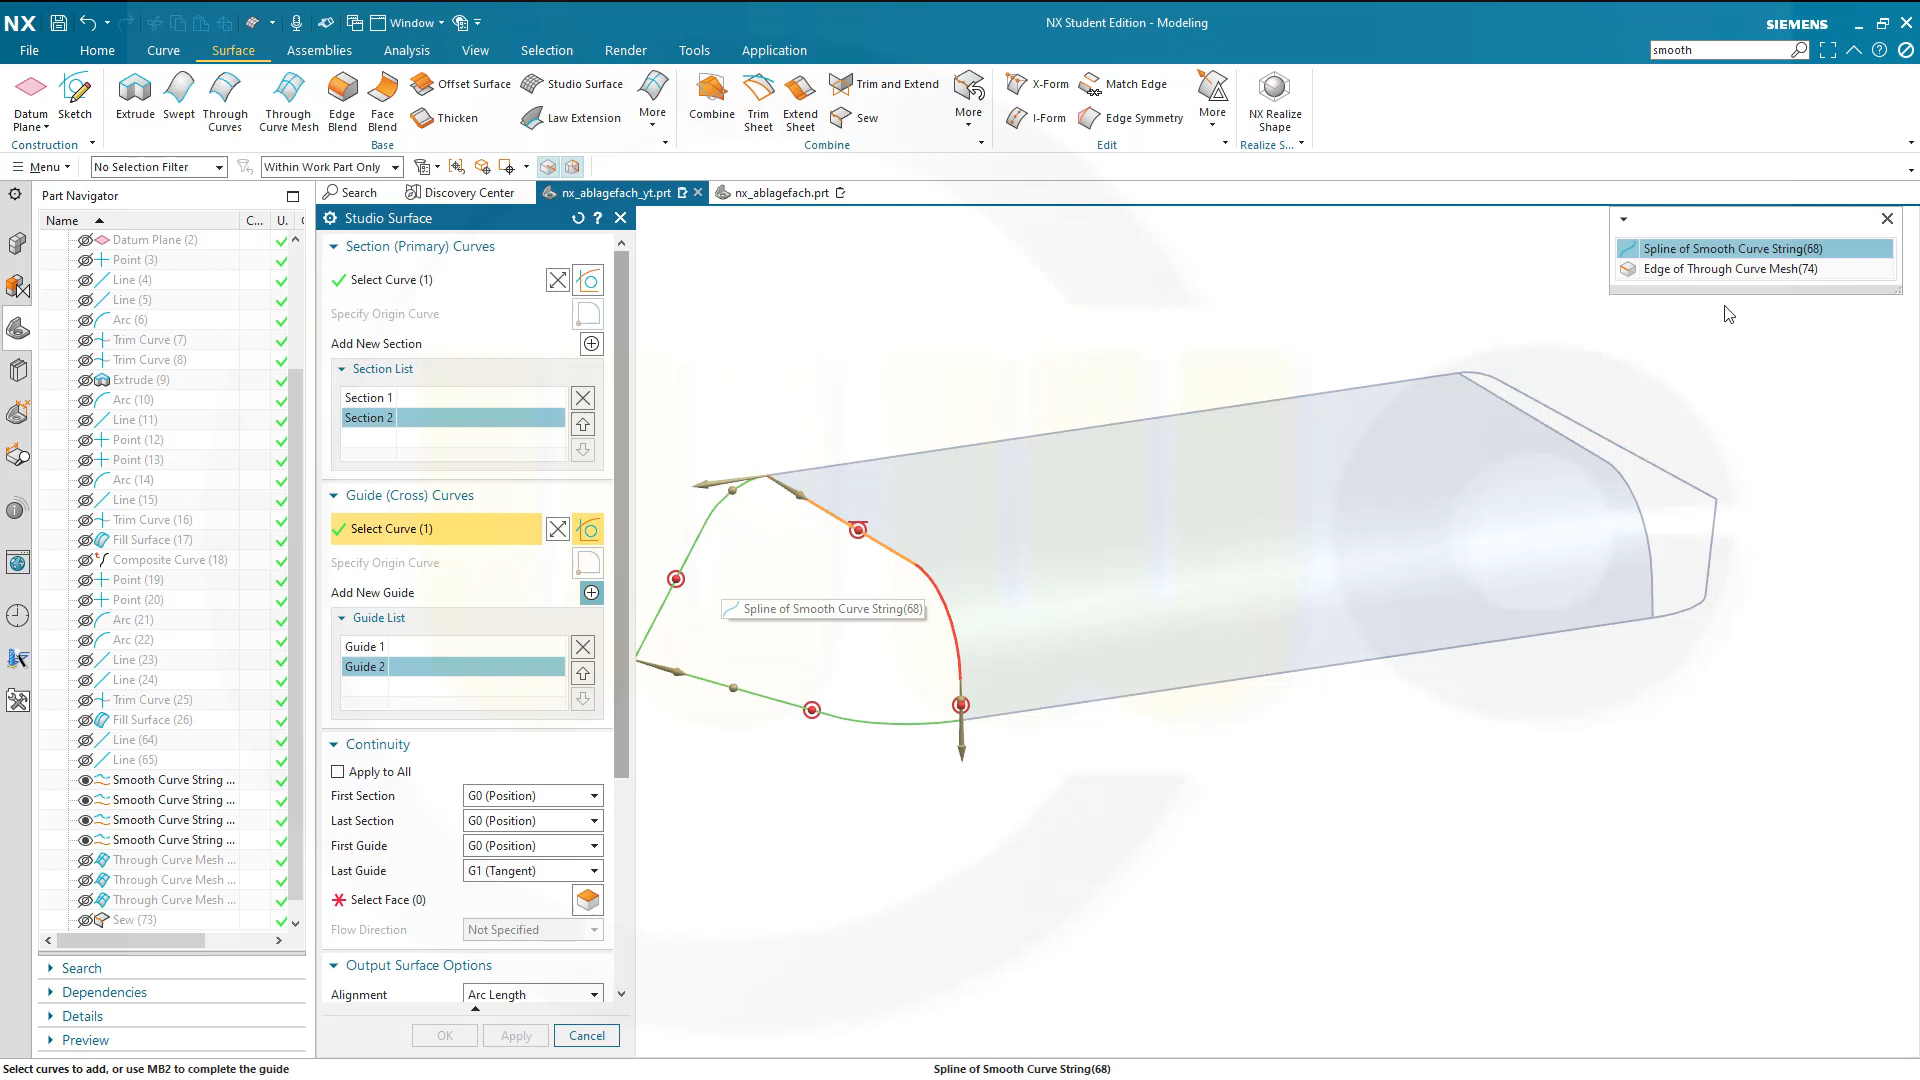 NX
Window
NX Student Edition - Modeling
SIEMENS
File
Home
Curve
Surface
Assemblies
Analysis
View
Selection
Render
Tools
Application
smooth
Datum Plane
Sketch
Construction
Extrude
Swept
Through Curves
Through Curve Mesh
Edge Blend
Face Blend
Offset Surface
Thicken
Studio Surface
Law Extension
More
Base
Combine
Trim Sheet
Extend Sheet
Trim and Extend
Sew
More
Combine
X-Form
I-Form
Match Edge
Edge Symmetry
More
Edit
NX Realize Shape
Realize S...
Menu
No Selection Filter
Within Work Part Only
Part Navigator
Name
C...
U.
Datum Plane (2)
Point (3)
Line (4)
Line (5)
Arc (6)
Trim Curve (7)
Trim Curve (8)
Extrude (9)
Arc (10)
Line (11)
Point (12)
Point (13)
Arc (14)
Line (15)
Trim Curve (16)
Fill Surface (17)
Composite Curve (18)
Point (19)
Point (20)
Arc (21)
Arc (22)
Line (23)
Line (24)
Trim Curve (25)
Fill Surface (26)
Line (64)
Line (65)
Smooth Curve String ...
Smooth Curve String ...
Smooth Curve String ...
Smooth Curve String ...
Through Curve Mesh ...
Through Curve Mesh ...
Through Curve Mesh ...
Sew (73)
Search
Dependencies
Details
Preview
Search
Discovery Center
nx_ablagefach_yt.prt
nx_ablagefach.prt
Studio Surface
Section (Primary) Curves
Select Curve (1)
Specify Origin Curve
Add New Section
Section List
Section 1
Section 2
Guide (Cross) Curves
Select Curve (1)
Specify Origin Curve
Add New Guide
Guide List
Guide 1
Guide 2
Continuity
Apply to All
First Section G0 (Position)
Last Section G0 (Position)
First Guide G0 (Position)
Last Guide G1 (Tangent)
Select Face (0)
Flow Direction Not Specified
Output Surface Options
Alignment Arc Length
OK
Apply
Cancel
Spline of Smooth Curve String(68)
Spline of Smooth Curve String(68)
Edge of Through Curve Mesh(74)
Select curves to add, or use MB2 to complete the guide
Spline of Smooth Curve String(68)